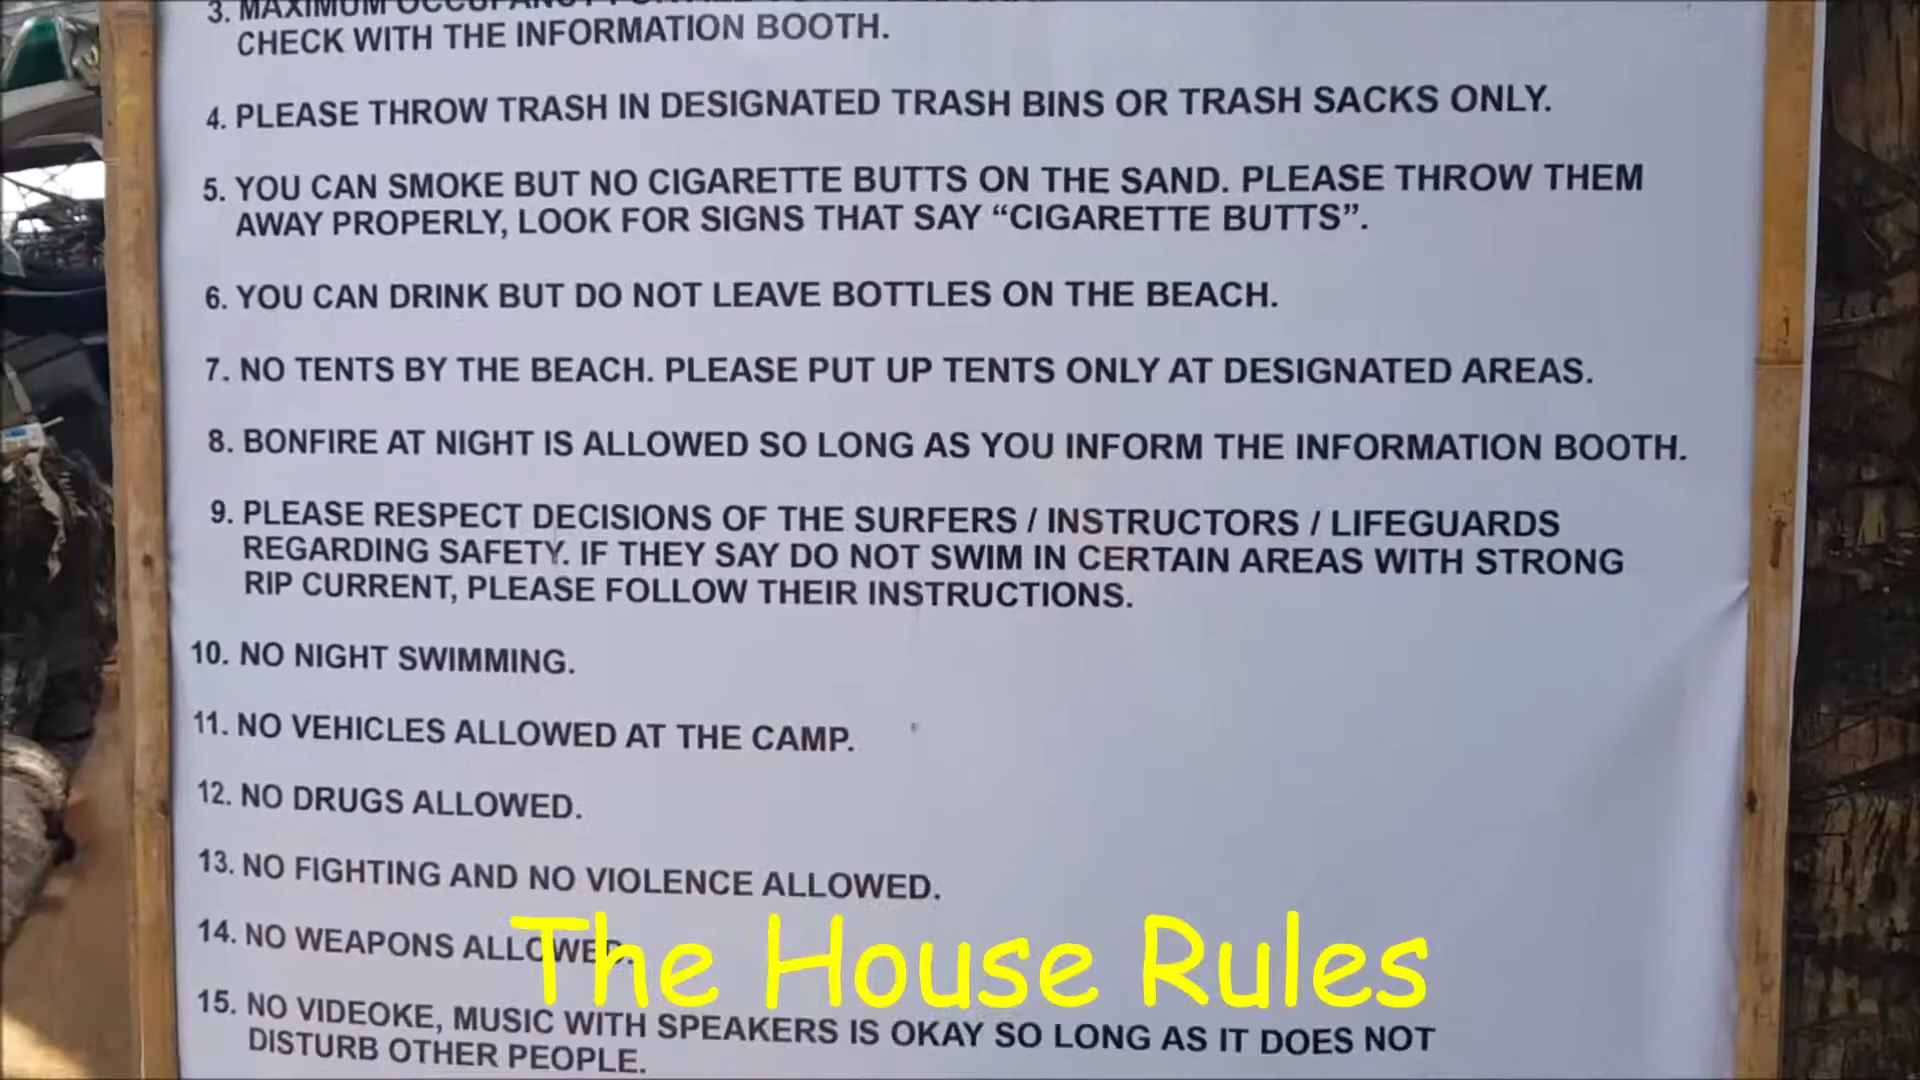 3. MAXIMUM OCCUPANCY
CHECK WITH THE INFORMATION BOOTH.
4. PLEASE THROW TRASH IN DESIGNATED TRASH BINS OR TRASH SACKS ONLY.
5. YOU CAN SMOKE BUT NO CIGARETTE BUTTS ON THE SAND. PLEASE THROW THEM
AWAY PROPERLY, LOOK FOR SIGNS THAT SAY “CIGARETTE BUTTS”.
6. YOU CAN DRINK BUT DO NOT LEAVE BOTTLES ON THE BEACH.
7. NO TENTS BY THE BEACH. PLEASE PUT UP TENTS ONLY AT DESIGNATED AREAS.
8. BONFIRE AT NIGHT IS ALLOWED SO LONG AS YOU INFORM THE INFORMATION BOOTH.
9. PLEASE RESPECT DECISIONS OF THE SURFERS / INSTRUCTORS / LIFEGUARDS
REGARDING SAFETY. IF THEY SAY DO NOT SWIM IN CERTAIN AREAS WITH STRONG
RIP CURRENT, PLEASE FOLLOW THEIR INSTRUCTIONS.
10. NO NIGHT SWIMMING.
11. NO VEHICLES ALLOWED AT THE CAMP.
12. NO DRUGS ALLOWED.
13. NO FIGHTING AND NO VIOLENCE ALLOWED.
14. NO WEAPONS ALLOWED.
The House Rules
15. NO VIDEOKE, MUSIC WITH SPEAKERS IS OKAY SO LONG AS IT DOES NOT
DISTURB OTHER PEOPLE.